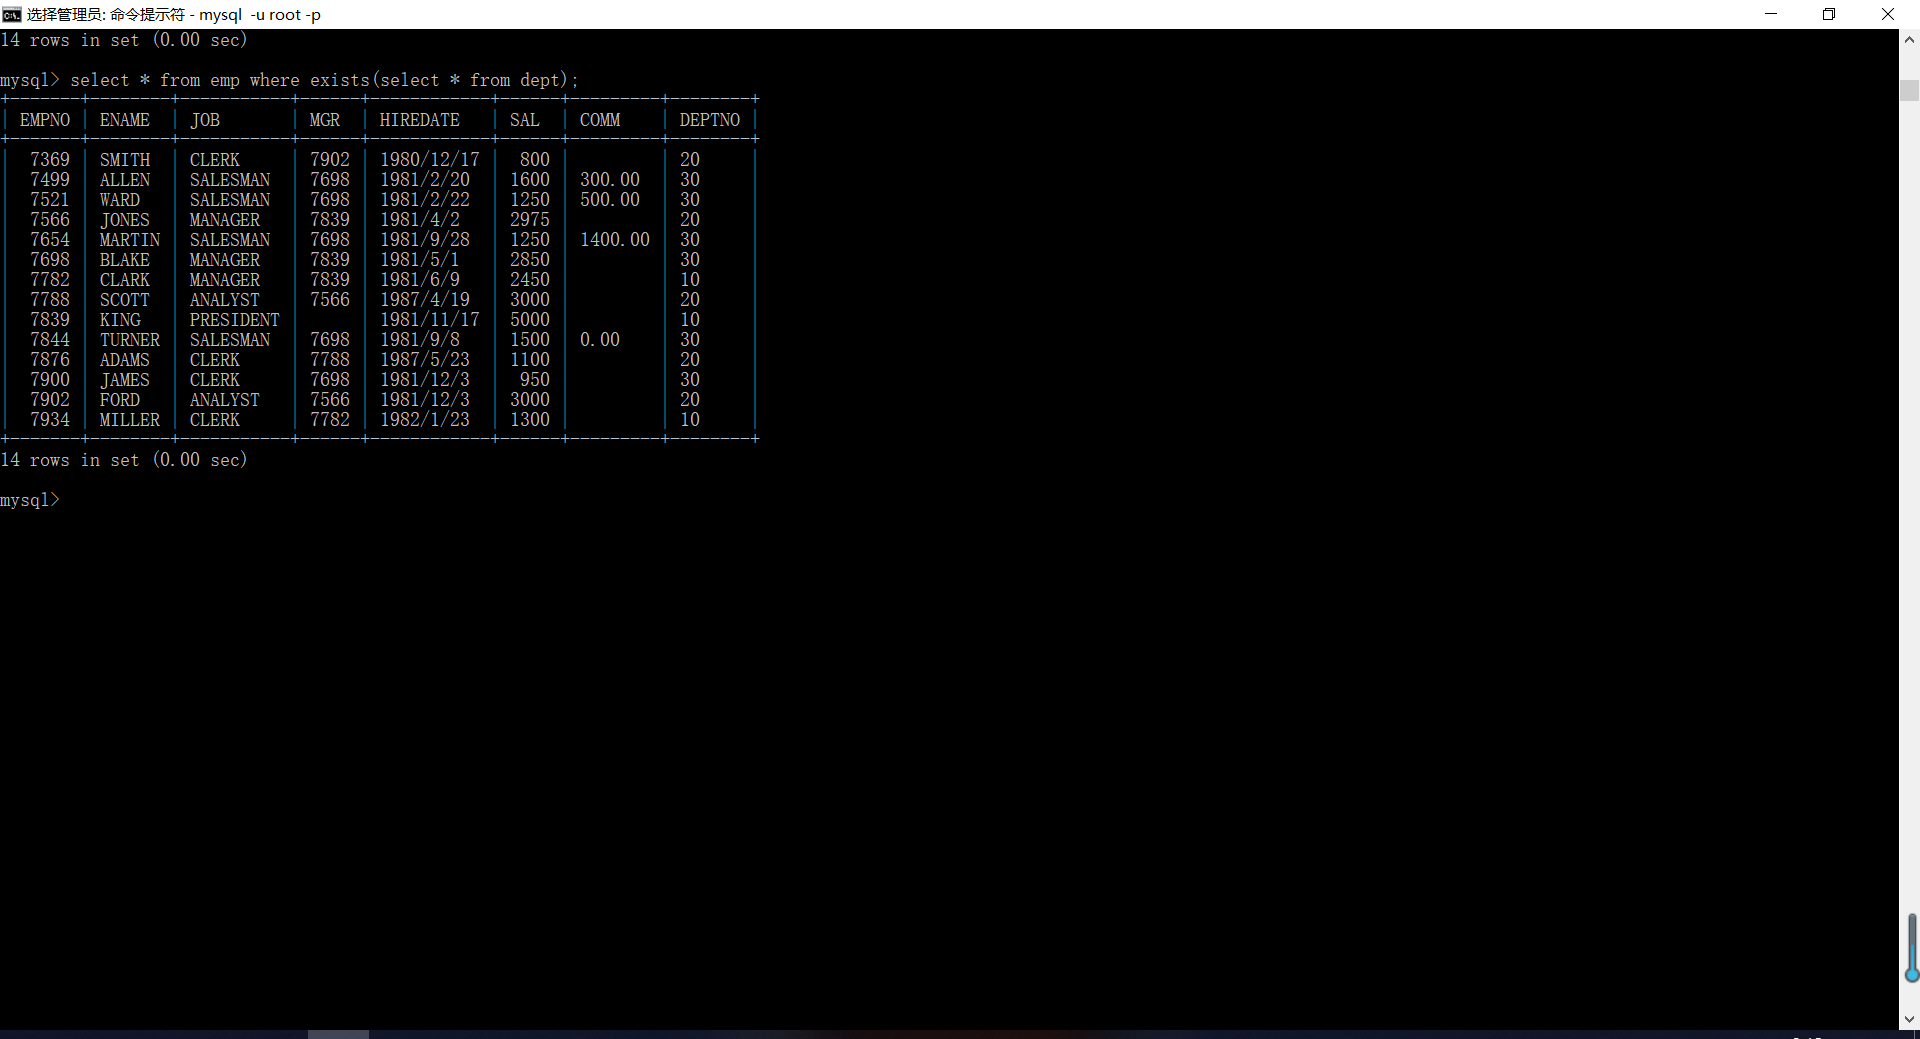 选择管理员: 命令提示符 - mysql  -u root -p
14 rows in set (0.00 sec)
mysql> select * from emp where exists(select * from dept);
+-------+--------+-----------+------+------------+------+---------+--------+
| EMPNO | ENAME  | JOB       | MGR  | HIREDATE   | SAL  | COMM    | DEPTNO |
+-------+--------+-----------+------+------------+------+---------+--------+
|  7369 | SMITH  | CLERK     | 7902 | 1980/12/17 |  800 |         | 20     |
|  7499 | ALLEN  | SALESMAN  | 7698 | 1981/2/20  | 1600 | 300.00  | 30     |
|  7521 | WARD   | SALESMAN  | 7698 | 1981/2/22  | 1250 | 500.00  | 30     |
|  7566 | JONES  | MANAGER   | 7839 | 1981/4/2   | 2975 |         | 20     |
|  7654 | MARTIN | SALESMAN  | 7698 | 1981/9/28  | 1250 | 1400.00 | 30     |
|  7698 | BLAKE  | MANAGER   | 7839 | 1981/5/1   | 2850 |         | 30     |
|  7782 | CLARK  | MANAGER   | 7839 | 1981/6/9   | 2450 |         | 10     |
|  7788 | SCOTT  | ANALYST   | 7566 | 1987/4/19  | 3000 |         | 20     |
|  7839 | KING   | PRESIDENT |      | 1981/11/17 | 5000 |         | 10     |
|  7844 | TURNER | SALESMAN  | 7698 | 1981/9/8   | 1500 | 0.00    | 30     |
|  7876 | ADAMS  | CLERK     | 7788 | 1987/5/23  | 1100 |         | 20     |
|  7900 | JAMES  | CLERK     | 7698 | 1981/12/3  |  950 |         | 30     |
|  7902 | FORD   | ANALYST   | 7566 | 1981/12/3  | 3000 |         | 20     |
|  7934 | MILLER | CLERK     | 7782 | 1982/1/23  | 1300 |         | 10     |
+-------+--------+-----------+------+------------+------+---------+--------+
14 rows in set (0.00 sec)
mysql>